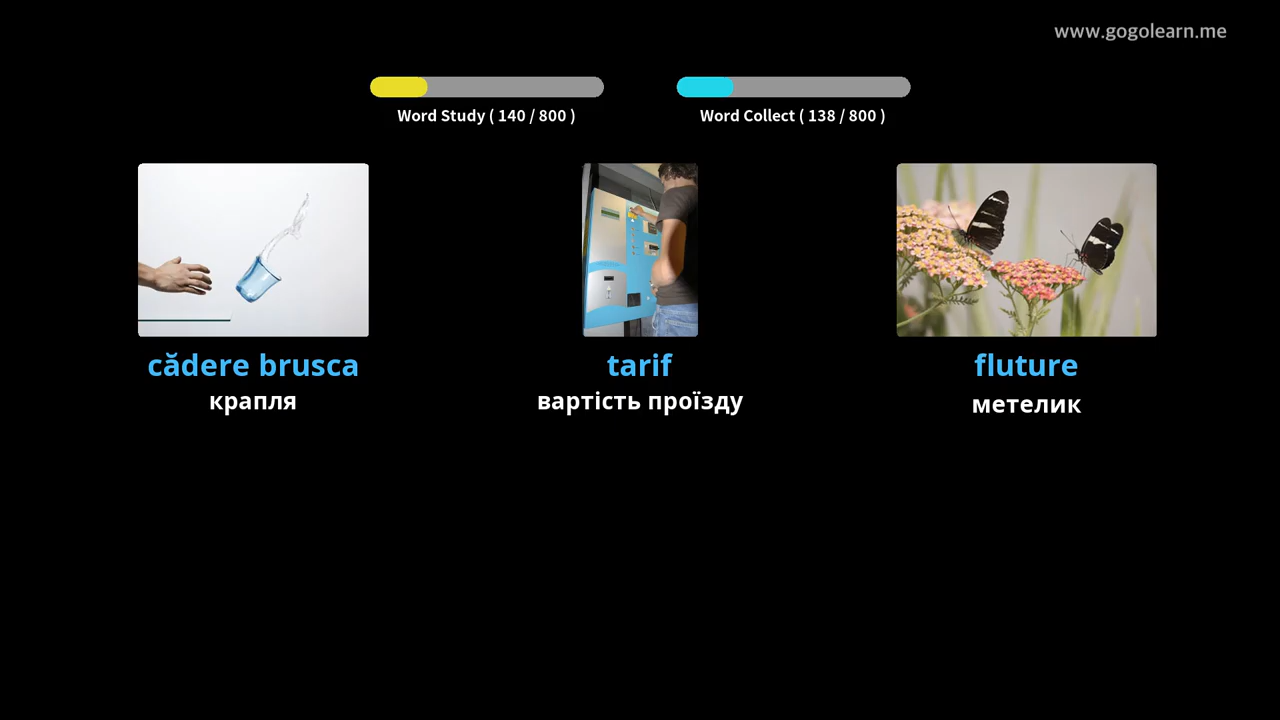 www.gogolearn.me
Word Study ( 140 / 800 )
Word Collect ( 138 / 800 )
cădere brusca
крапля
tarif
вартість проїзду
fluture
метелик